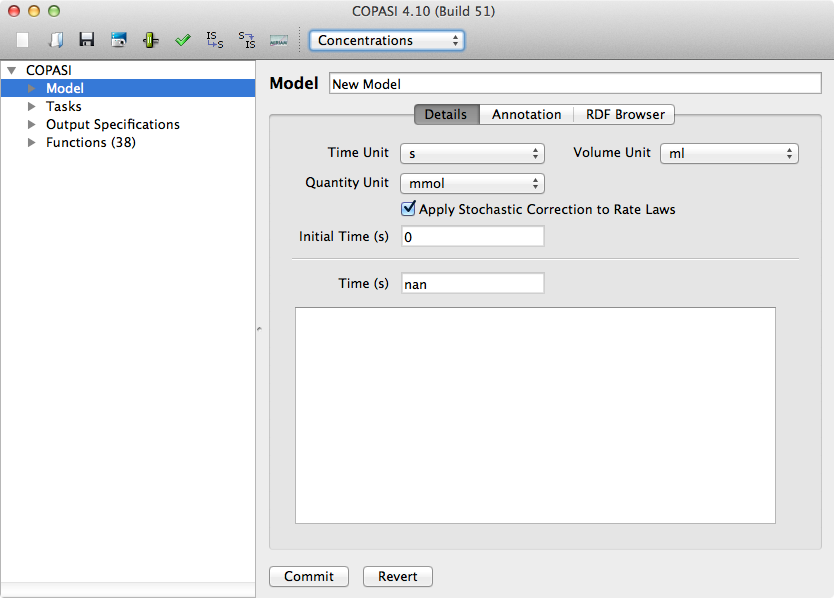 COPASI 4.10 (Build 51)
IS S S IS Concentrations
COPASI
Model
Tasks
Output Specifications
Functions (38)
Model New Model
Details Annotation RDF Browser
Time Unit s Volume Unit ml
Quantity Unit mmol
Apply Stochastic Correction to Rate Laws
Initial Time (s) 0
Time (s) nan
Commit Revert